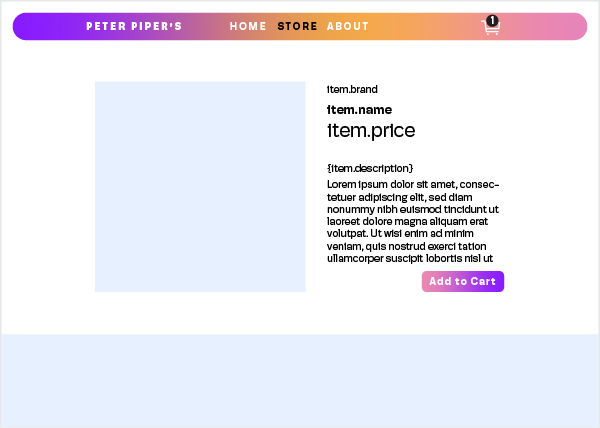 PETER PIPER'S HOME STORE ABOUT 1
item.brand
item.name
item.price
{item.description}
Lorem ipsum dolor sit amet, consec-
tetuer adipiscing elit, sed diam
nonummy nibh euismod tincidunt ut
laoreet dolore magna aliquam erat
volutpat. Ut wisi enim ad minim
veniam, quis nostrud exerci tation
ullamcorper suscipit lobortis nisl ut
Add to Cart